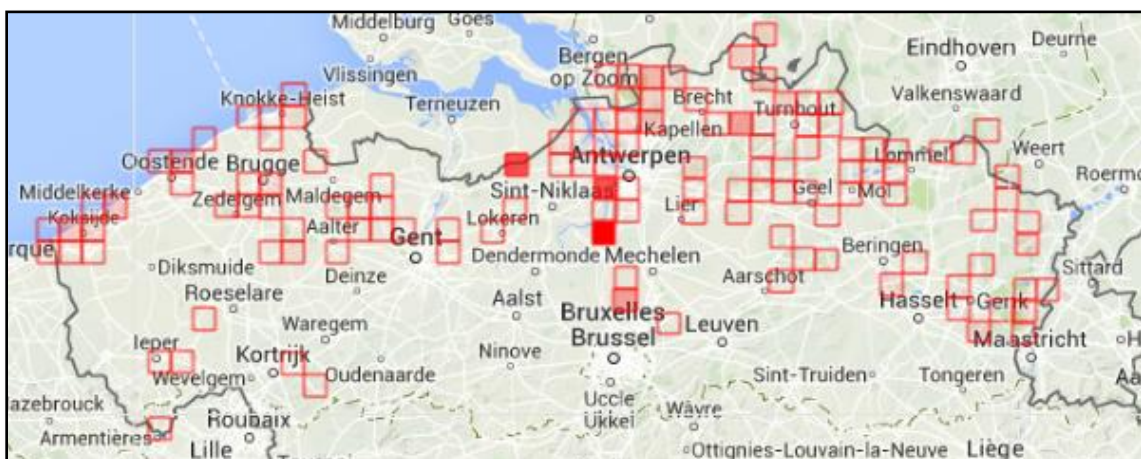 Middelburg
Goes
Bergen
op Zoom
Eindhoven
Deurne
Vlissingen
Knokke-Heist
Terneuzen
Brecht
Turnhout
Valkenswaard
Kapellen
Oostende
Brugge
Antwerpen
Lommel
Weert
Middelkerke
Zedelgem
Maldegem
Sint-Niklaas
Geel
Mol
Roermo
Koksijde
Aalter
Lokeren
Lier
rque
Gent
Beringen
Diksmuide
Deinze
Dendermonde
Mechelen
Aarschot
Sittard
Roeselare
Aalst
Hasselt
Genk
Waregem
Bruxelles
Brussel
Leuven
Maastricht
Ieper
Kortrijk
Ninove
Wevelgem
Oudenaarde
Sint-Truiden
Tongeren
Uccle
Ukkel
Aa
azebrouck
Roubaix
Wavre
Armentières
Lille
Ottignies-Louvain-la-Neuve
Liège